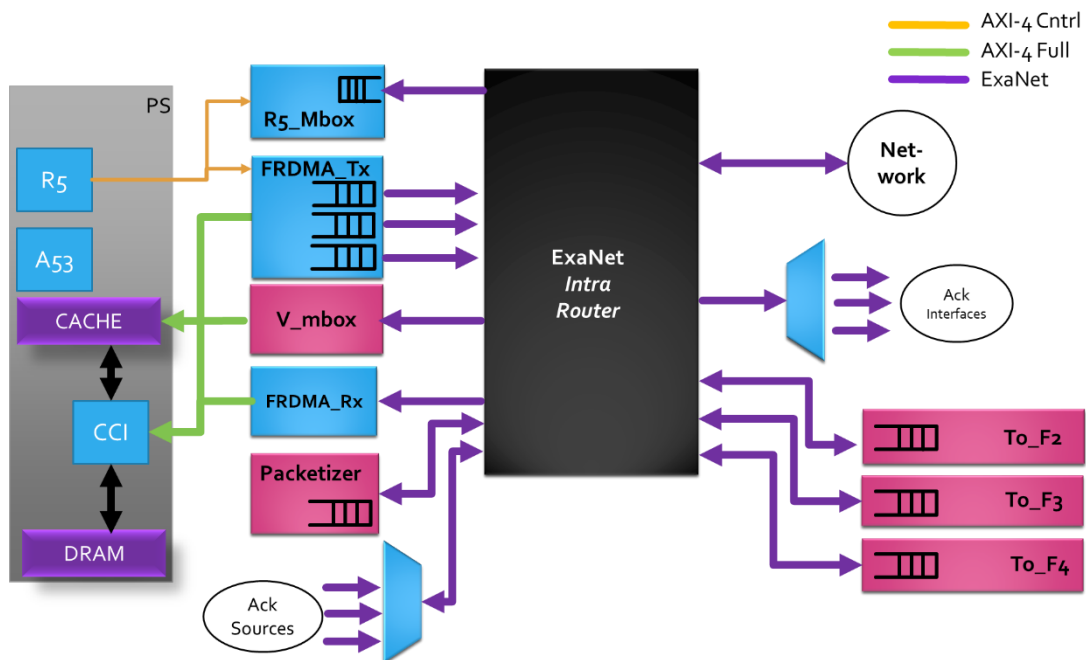 AXI-4 Cntrl
AXI-4 Full
ExaNet
PS
R5
A53
CACHE
CCI
DRAM
R5_Mbox
FRDMA_Tx
V_mbox
FRDMA_Rx
Packetizer
Ack
Sources
ExaNet
Intra
Router
Net-
work
Ack
Interfaces
To_F2
To_F3
To_F4